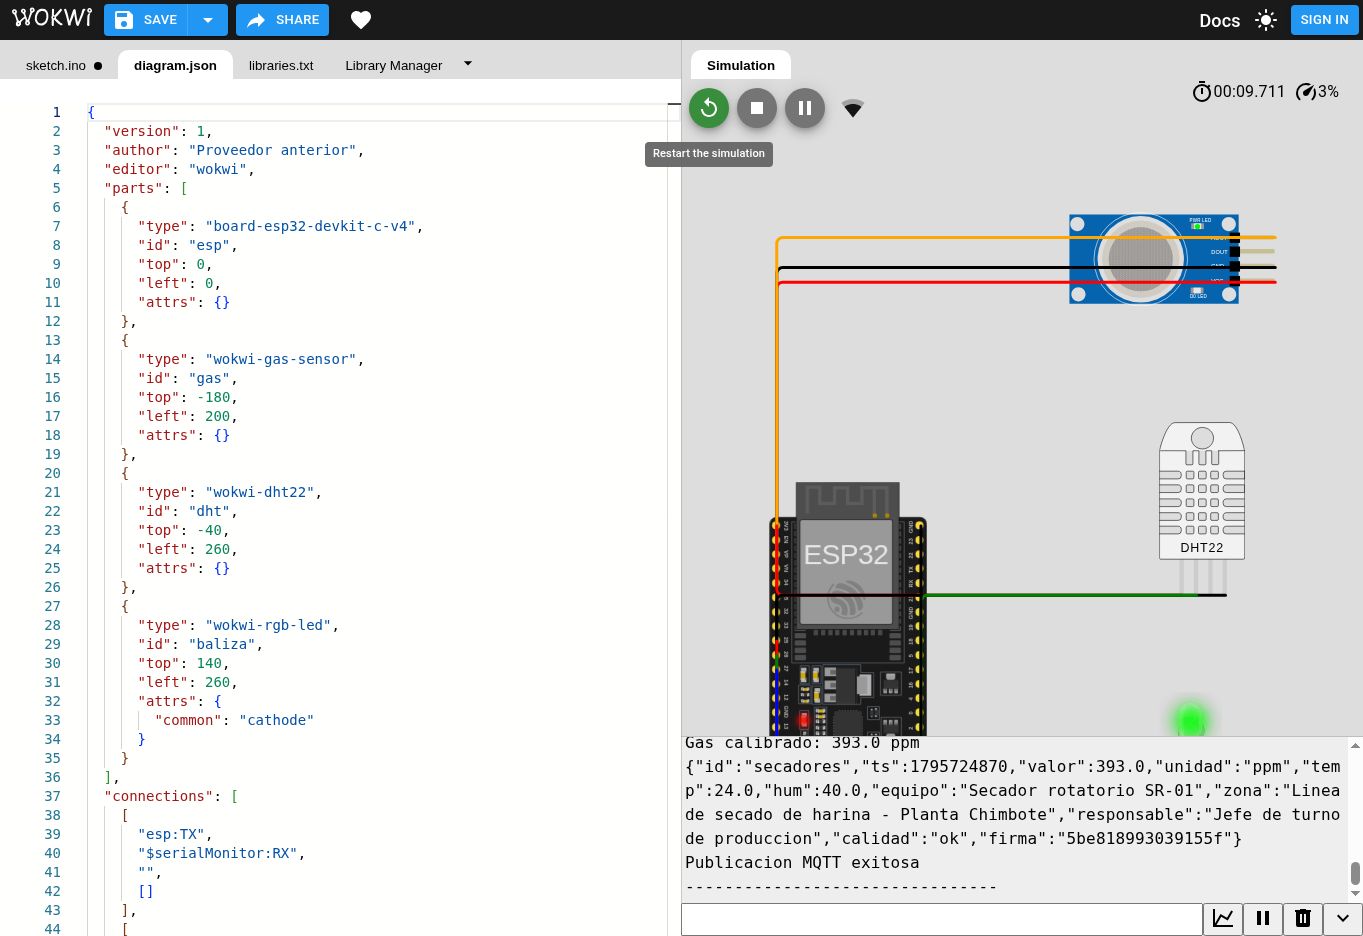 WOKWI
SAVE
SHARE
Docs
SIGN IN
sketch.ino
diagram.json
libraries.txt
Library Manager
1 {
2 "version": 1,
3 "author": "Proveedor anterior",
4 "editor": "wokwi",
5 "parts": [
6 {
7 "type": "board-esp32-devkit-c-v4",
8 "id": "esp",
9 "top": 0,
10 "left": 0,
11 "attrs": {}
12 },
13 {
14 "type": "wokwi-gas-sensor",
15 "id": "gas",
16 "top": -180,
17 "left": 200,
18 "attrs": {}
19 },
20 {
21 "type": "wokwi-dht22",
22 "id": "dht",
23 "top": -40,
24 "left": 260,
25 "attrs": {}
26 },
27 {
28 "type": "wokwi-rgb-led",
29 "id": "baliza",
30 "top": 140,
31 "left": 260,
32 "attrs": {
33 "common": "cathode"
34 }
35 }
36 ],
37 "connections": [
38 [
39 "esp:TX",
40 "$serialMonitor:RX",
41 "",
42 []
43 ],
44 [
Simulation
00:09.711
3%
Restart the simulation
PWR LED
DOUT
DO LED
ESP32
DHT22
Gas calibrado: 393.0 ppm
{"id":"secadores","ts":1795724870,"valor":393.0,"unidad":"ppm","tem
p":24.0,"hum":40.0,"equipo":"Secador rotatorio SR-01","zona":"Linea
de secado de harina - Planta Chimbote","responsable":"Jefe de turno
de produccion","calidad":"ok","firma":"5be818993039155f"}
Publicacion MQTT exitosa
--------------------------------